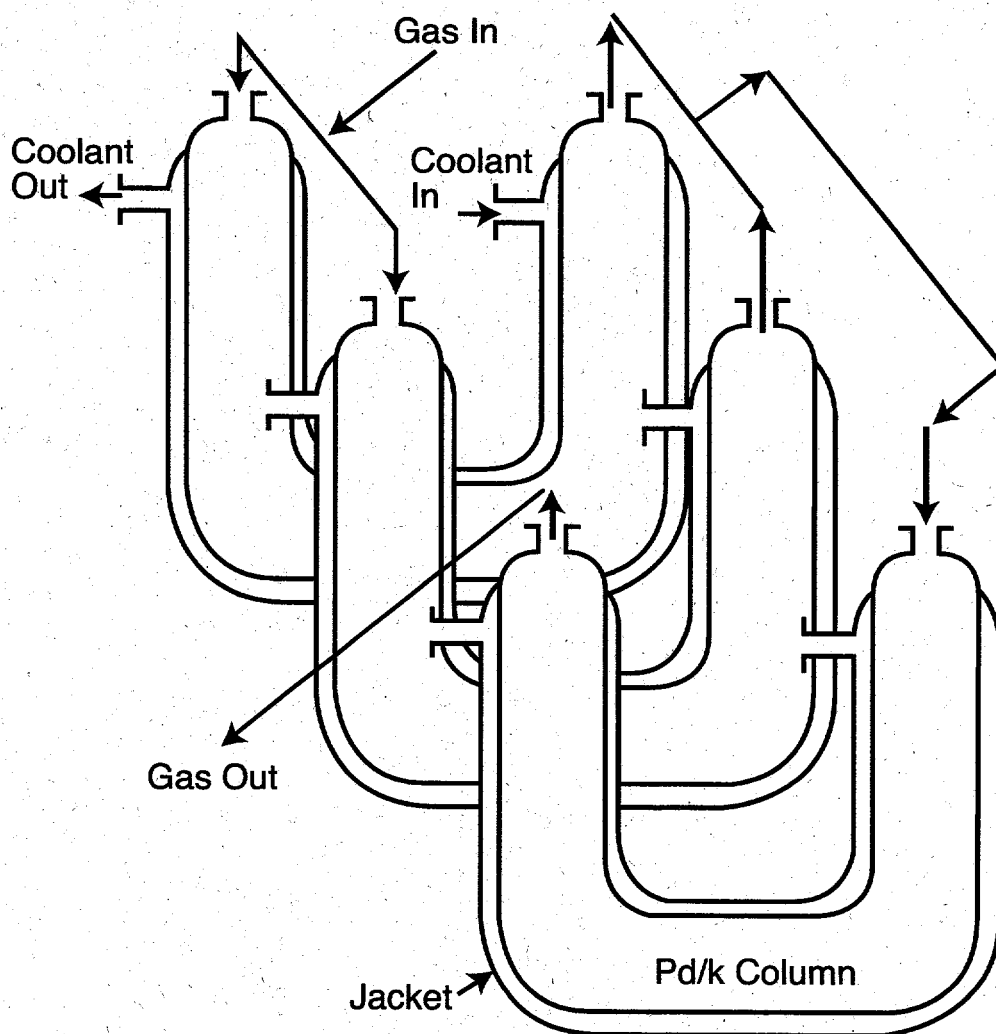 Gas In
Coolant
Out
Coolant
In
Gas Out
Pd/k Column
Jacket